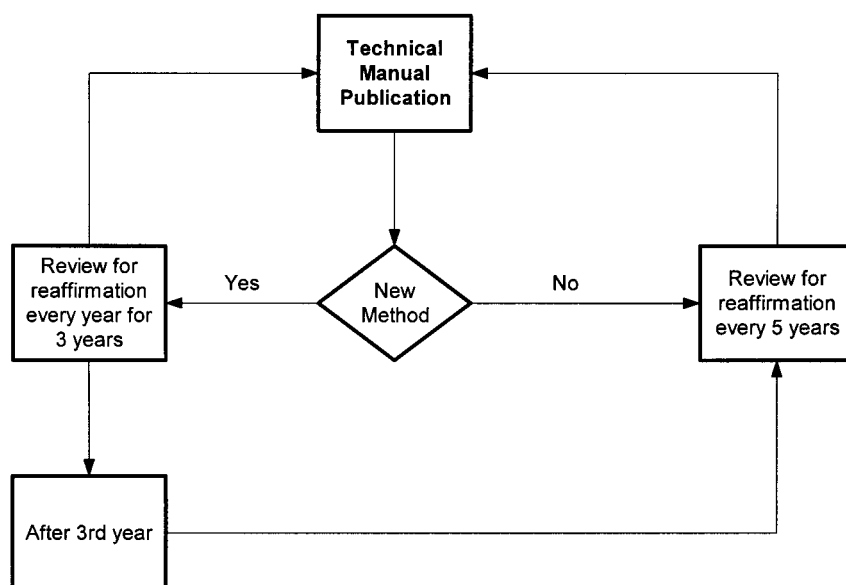 Technical
Manual
Publication
Review for
reaffirmation
every year for
3 years
Yes
New
Method
No
Review for
reaffirmation
every 5 years
After 3rd year